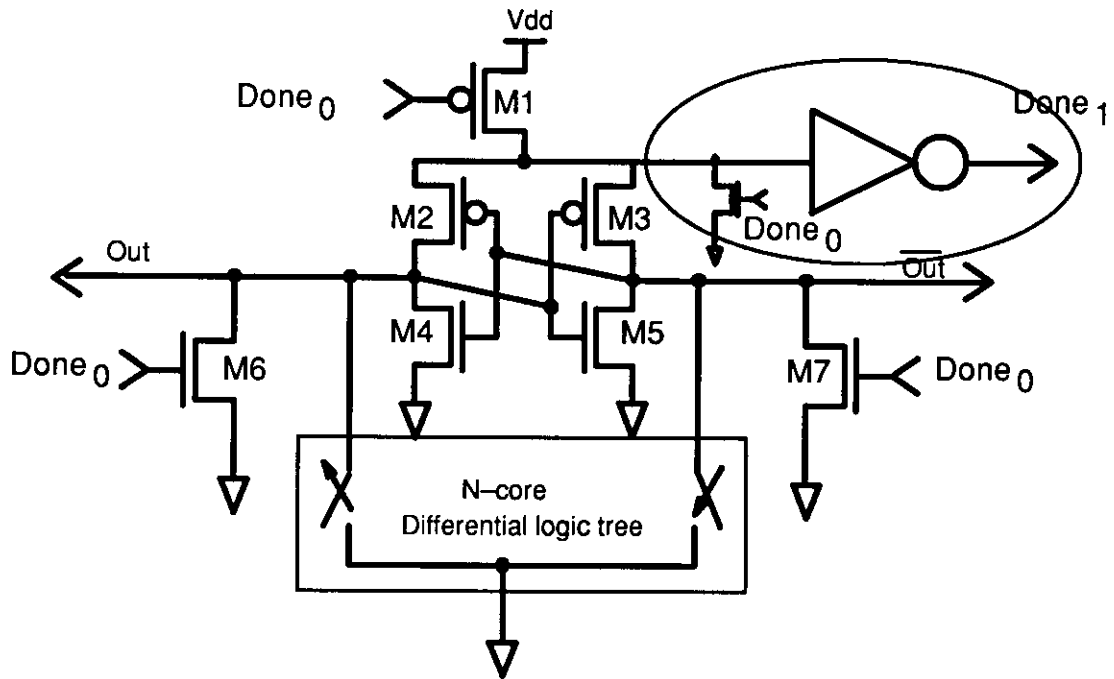 Vdd
Done0
M1
Done1
M2
M3
Done0
Out
Out
M4
M5
Done0
M6
M7
Done0
N–core
Differential logic tree